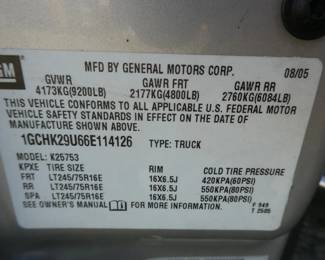 GM
MFD BY GENERAL MOTORS CORP. 08/05
GVWR GAWR FRT GAWR RR
4173KG(9200LB) 2177KG(4800LB) 2760KG(6084LB)
THIS VEHICLE CONFORMS TO ALL APPLICABLE U.S. FEDERAL MOTOR
VEHICLE SAFETY STANDARDS IN EFFECT ON THE DATE OF
MANUFACTURE SHOWN ABOVE.
1GCHK29U66E114126 TYPE: TRUCK
MODEL: K25753
KPXE TIRE SIZE RIM COLD TIRE PRESSURE
FRT LT245/75R16E 16X6.5J 420KPA(60PSI)
RR LT245/75R16E 16X6.5J 550KPA(80PSI)
SPA LT245/75R16E 16X6.5J 550KPA(80PSI)
SEE OWNER'S MANUAL FOR ADDITIONAL INFORMATION
F 949
T 2505